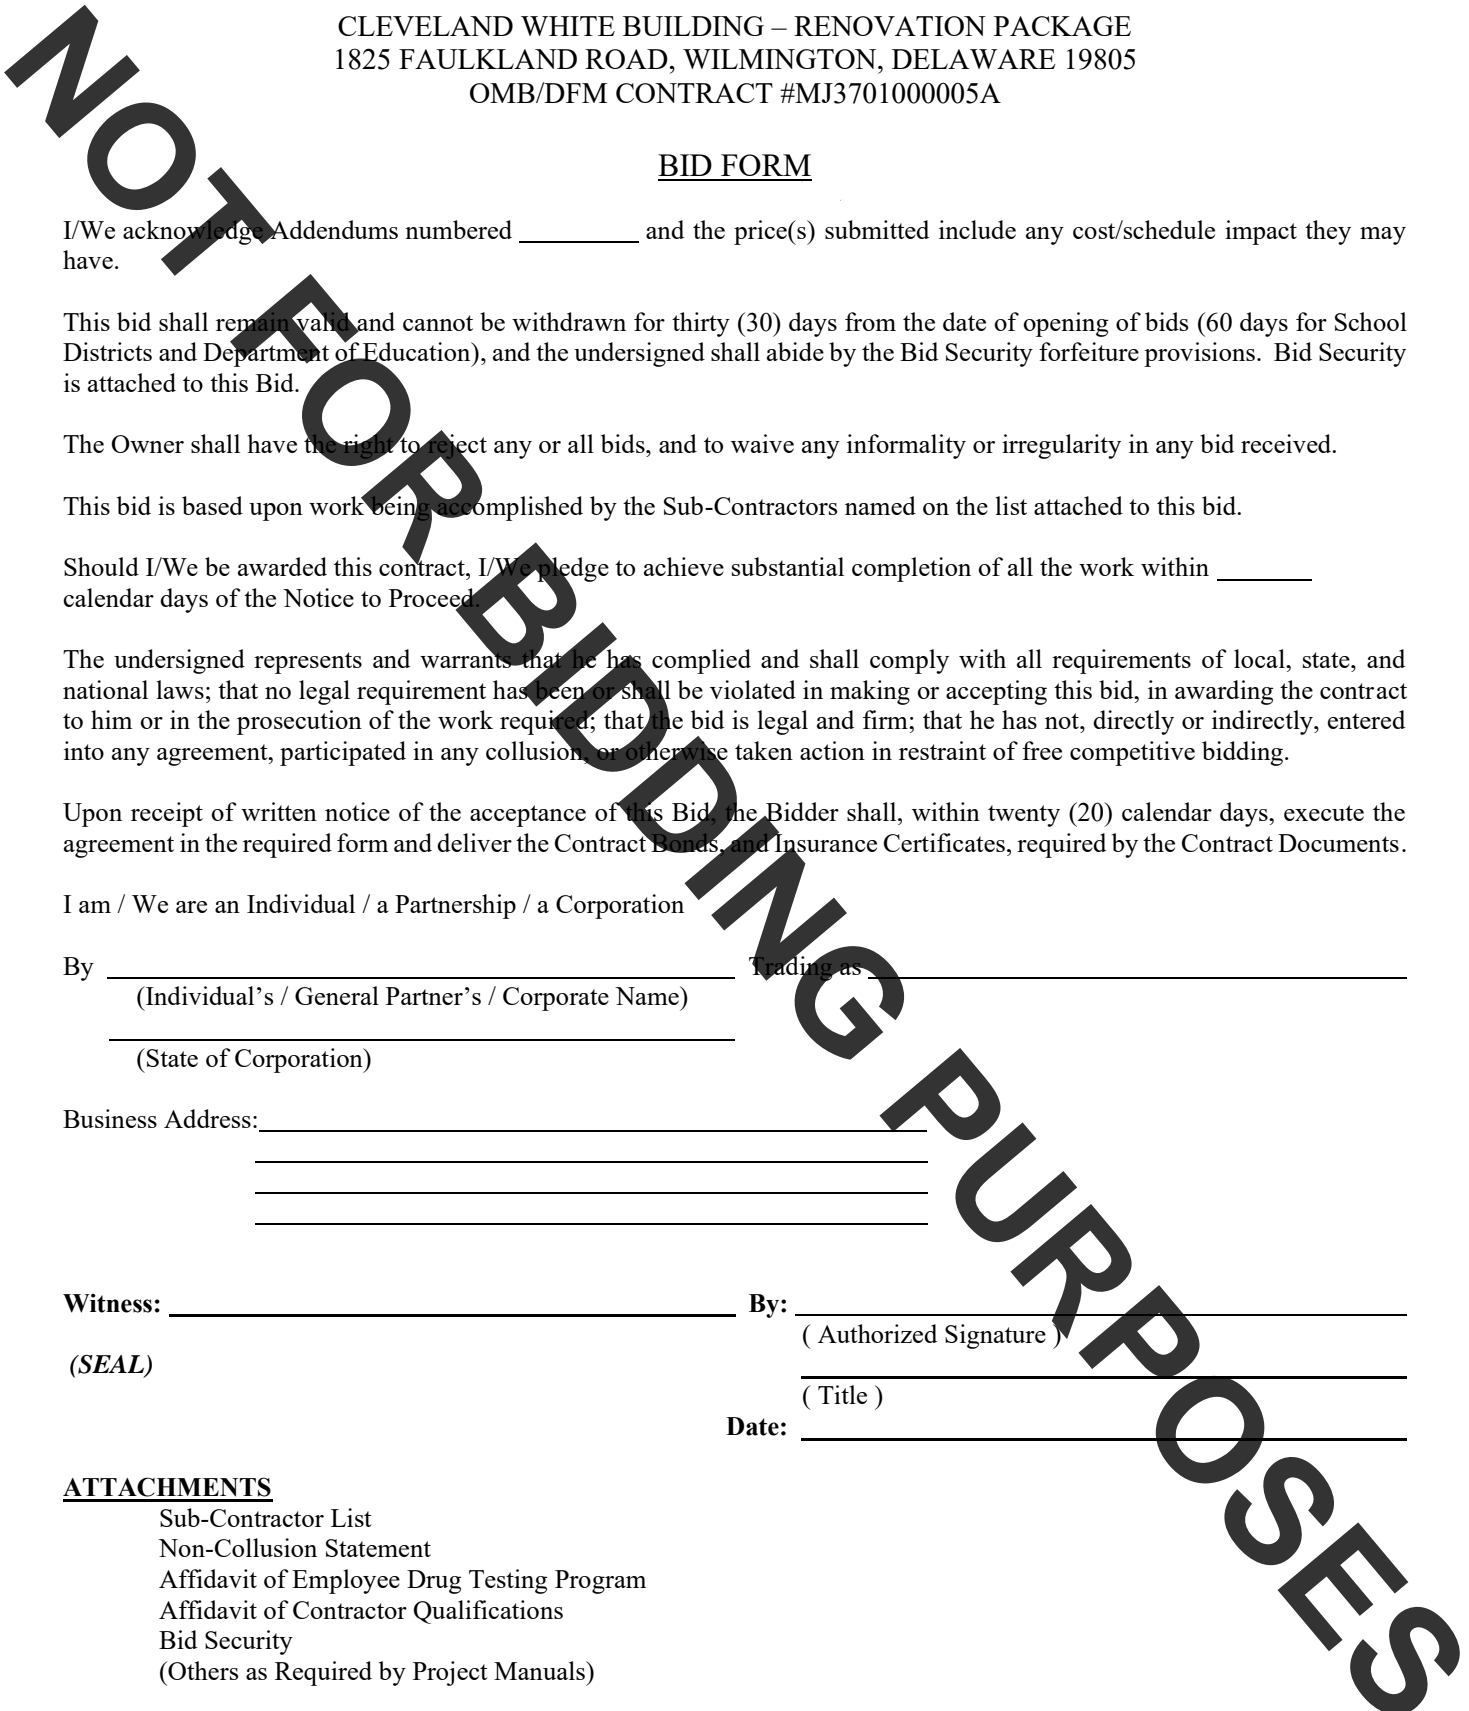 CLEVELAND WHITE BUILDING – RENOVATION PACKAGE
1825 FAULKLAND ROAD, WILMINGTON, DELAWARE 19805
OMB/DFM CONTRACT #MJ3701000005A
BID FORM
I/We acknowledge Addendums numbered _________ and the price(s) submitted include any cost/schedule impact they may
have.
This bid shall remain valid and cannot be withdrawn for thirty (30) days from the date of opening of bids (60 days for School
Districts and Department of Education), and the undersigned shall abide by the Bid Security forfeiture provisions. Bid Security
is attached to this Bid.
The Owner shall have the right to reject any or all bids, and to waive any informality or irregularity in any bid received.
This bid is based upon work being accomplished by the Sub-Contractors named on the list attached to this bid.
Should I/We be awarded this contract, I/We pledge to achieve substantial completion of all the work within _______
calendar days of the Notice to Proceed.
The undersigned represents and warrants that he has complied and shall comply with all requirements of local, state, and
national laws; that no legal requirement has been or shall be violated in making or accepting this bid, in awarding the contract
to him or in the prosecution of the work required; that the bid is legal and firm; that he has not, directly or indirectly, entered
into any agreement, participated in any collusion, or otherwise taken action in restraint of free competitive bidding.
Upon receipt of written notice of the acceptance of this Bid, the Bidder shall, within twenty (20) calendar days, execute the
agreement in the required form and deliver the Contract Bonds, and Insurance Certificates, required by the Contract Documents.
I am / We are an Individual / a Partnership / a Corporation
By ____________________ Trading as ____________________
(Individual’s / General Partner’s / Corporate Name)
(State of Corporation)
Business Address:
Witness: ____________________ By: ____________________
( Authorized Signature )
(SEAL)
( Title )
Date:
ATTACHMENTS
Sub-Contractor List
Non-Collusion Statement
Affidavit of Employee Drug Testing Program
Affidavit of Contractor Qualifications
Bid Security
(Others as Required by Project Manuals)
NOT FOR BIDDING PURPOSES